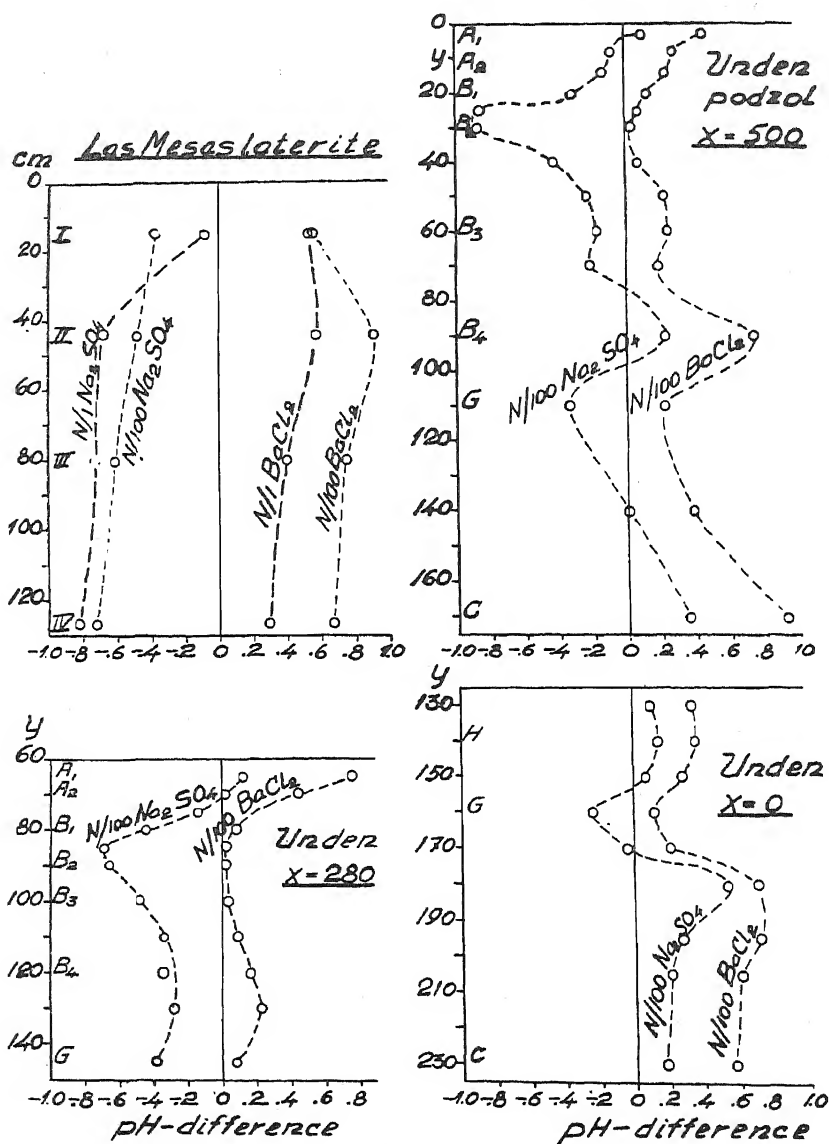 Las Mesas laterite
cm
0
20
40
60
80
100
120
I
II
III
IV
N/1 Na2SO4
N/100 Na2SO4
N/1 BaCl2
N/100 BaCl2
-1.0 -.8 -.6 -.4 -.2 0 .2 .4 .6 .8 1.0
Unden
podzol
X=500
0
y
20
40
60
80
100
120
140
160
A1
A2
B1
B2
B3
B4
G
C
N/100 Na2SO4
N/100 BaCl2
-1.0 -.8 -.6 -.4 -.2 0 .2 .4 .6 .8 1.0
y
60
80
100
120
140
A1
A2
B1
B2
B3
B4
G
N/100 Na2SO4
N/100 BaCl2
Unden
X=280
-1.0 -.8 -.6 -.4 -.2 0 .2 .4 .6 .8 1.0
pH-difference
y
130
150
130
190
210
230
H
G
C
Unden
X=0
N/100 Na2SO4
N/100 BaCl2
-1.0 -.8 -.6 -.4 -.2 0 .2 .4 .6 .8 1.0
pH-difference